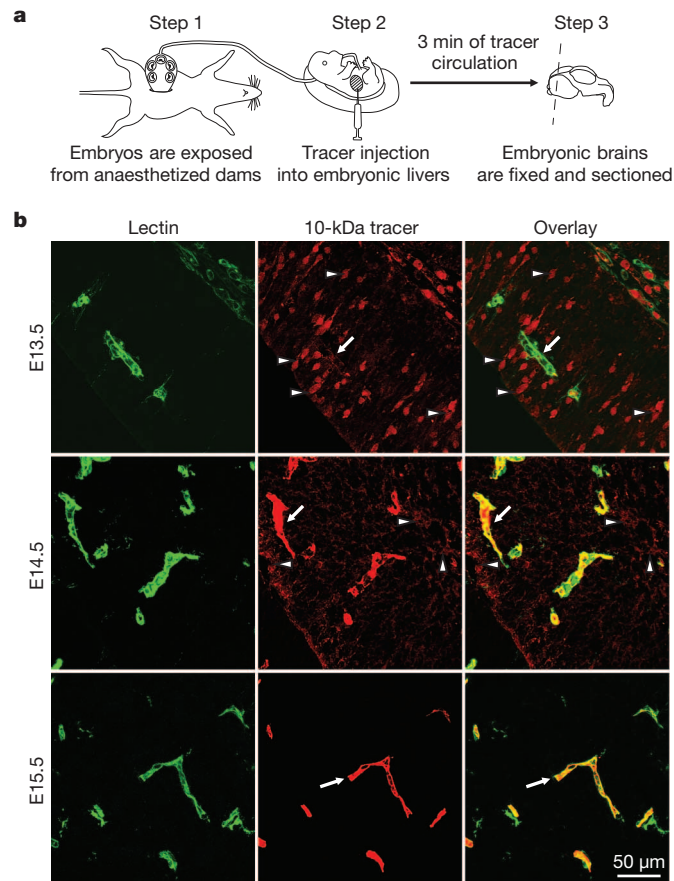 a
Step 1
Step 2
Step 3
3 min of tracer
circulation
Embryos are exposed
from anaesthetized dams
Tracer injection
into embryonic livers
Embryonic brains
are fixed and sectioned
b
Lectin
10-kDa tracer
Overlay
E13.5
E14.5
E15.5
50 µm